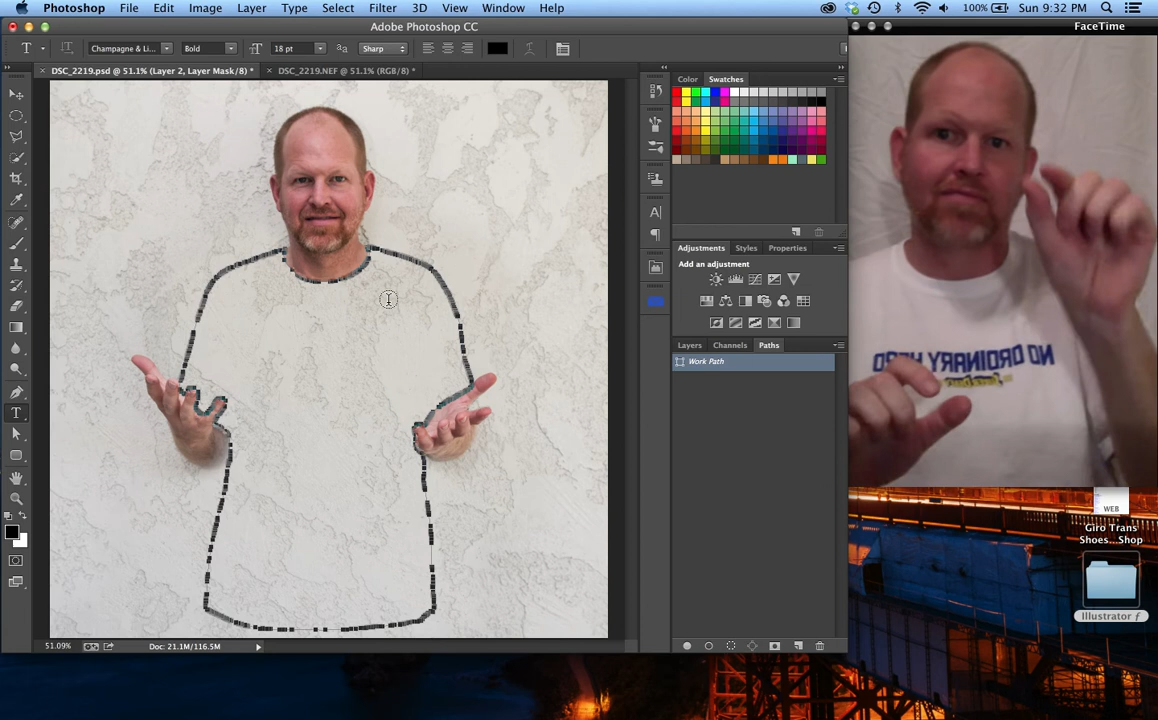 Photoshop File Edit Image Layer Type Select Filter 3D View Window Help 100% Sun 9:32 PM
Adobe Photoshop CC
FaceTime
T Champagne & Li... Bold 18 pt Sharp
DSC_2219.psd @ 51.1% (Layer 2, Layer Mask/8) * DSC_2219.NEF @ 51.1% (RGB/8) *
Color Swatches
Adjustments Styles Properties
Add an adjustment
Layers Channels Paths
Work Path
NO ORDINARY HERO
WEB
Giro Trans
Shoes...Shop
Illustrator ƒ
51.09% Doc: 21.1M/116.5M